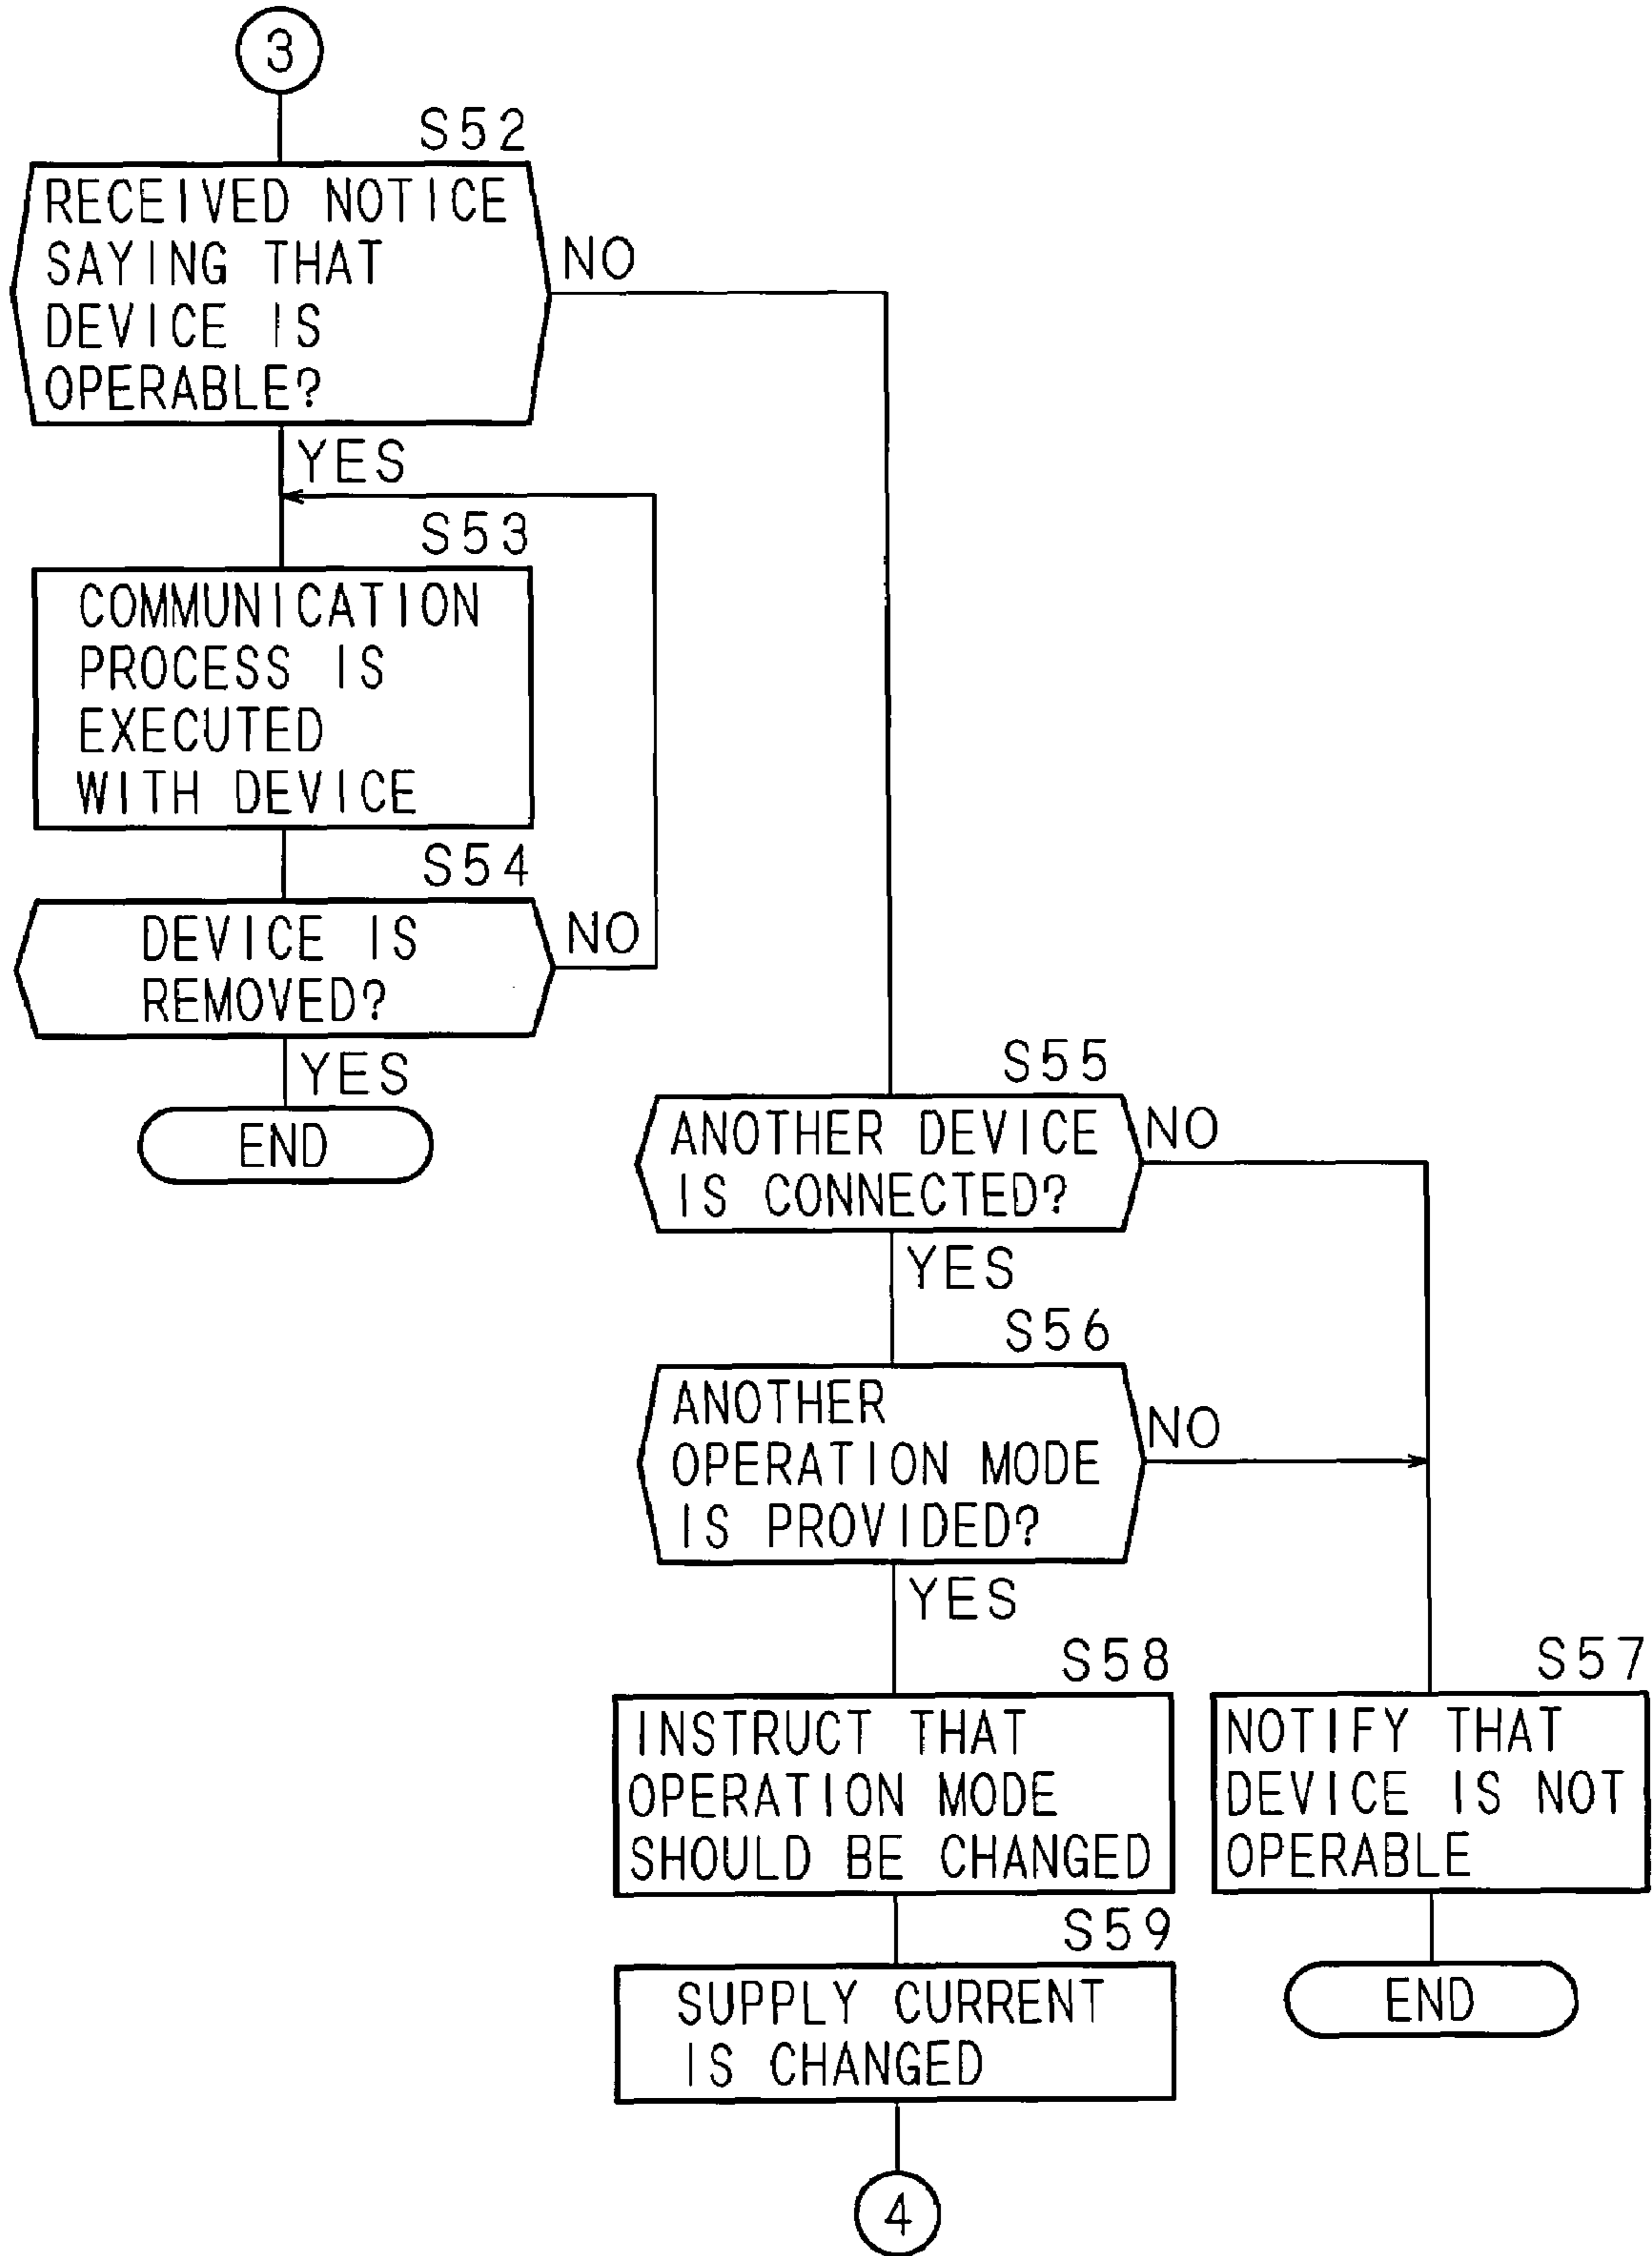 3
S52
RECEIVED NOTICE
SAYING THAT
DEVICE IS
OPERABLE?
NO
YES
S53
COMMUNICATION
PROCESS IS
EXECUTED
WITH DEVICE
S54
DEVICE IS
REMOVED?
NO
YES
END
S55
ANOTHER DEVICE
IS CONNECTED?
NO
YES
S56
ANOTHER
OPERATION MODE
IS PROVIDED?
NO
YES
S58
INSTRUCT THAT
OPERATION MODE
SHOULD BE CHANGED
S57
NOTIFY THAT
DEVICE IS NOT
OPERABLE
S59
SUPPLY CURRENT
IS CHANGED
END
4